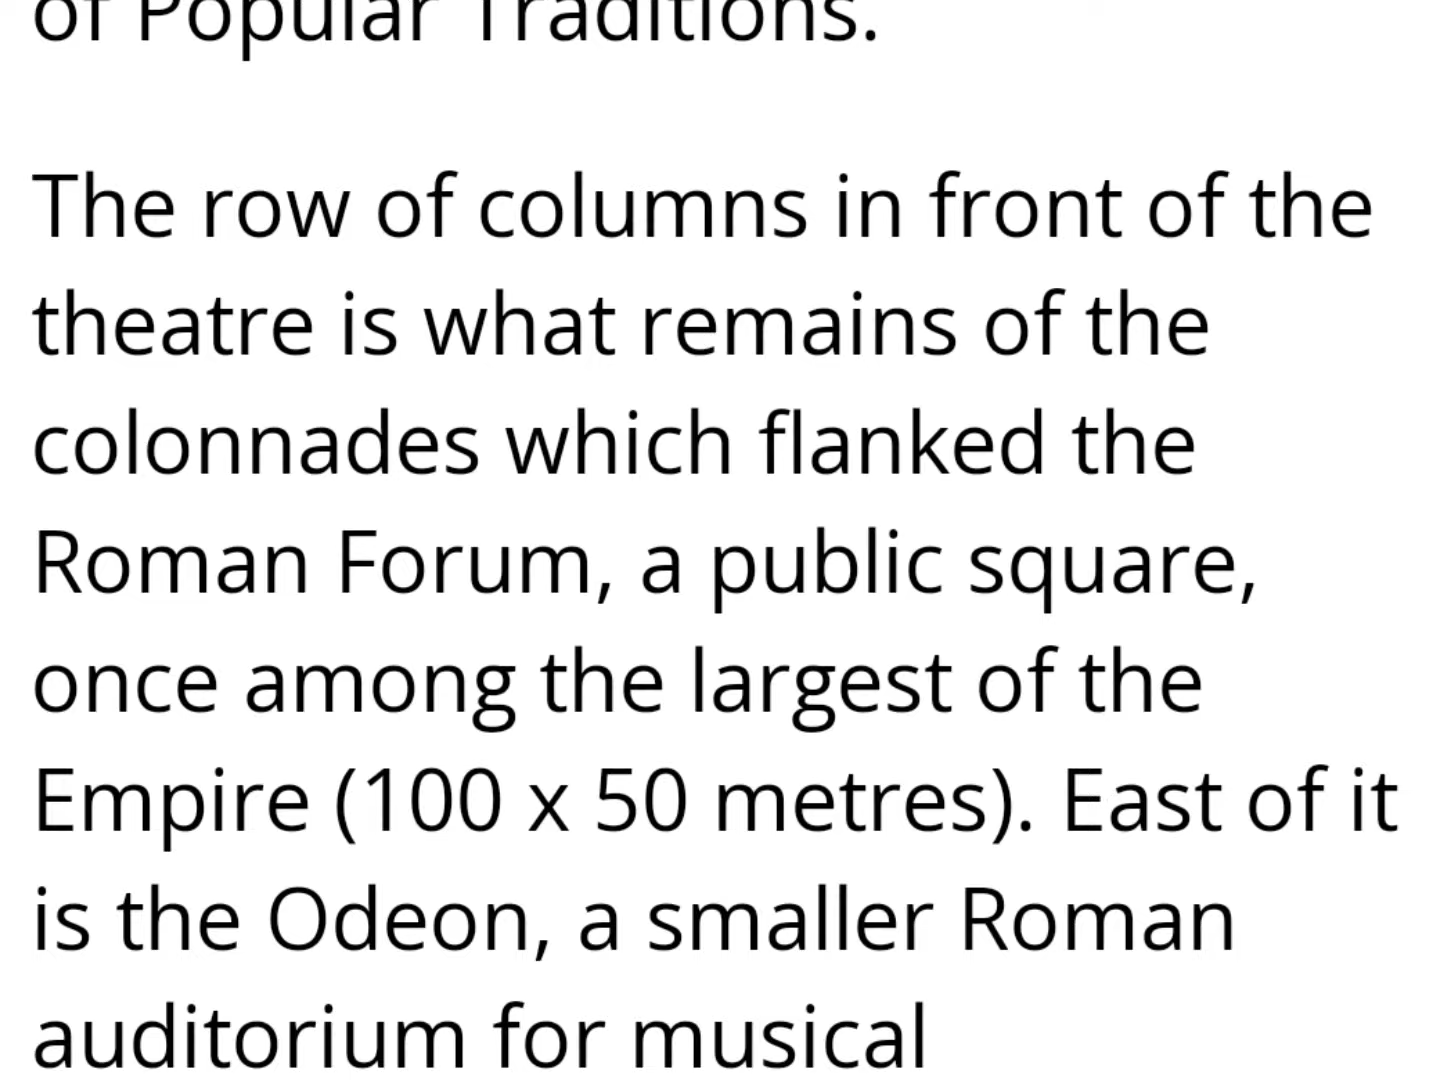 of Popular Traditions.
The row of columns in front of the
theatre is what remains of the
colonnades which flanked the
Roman Forum, a public square,
once among the largest of the
Empire (100 x 50 metres). East of it
is the Odeon, a smaller Roman
auditorium for musical